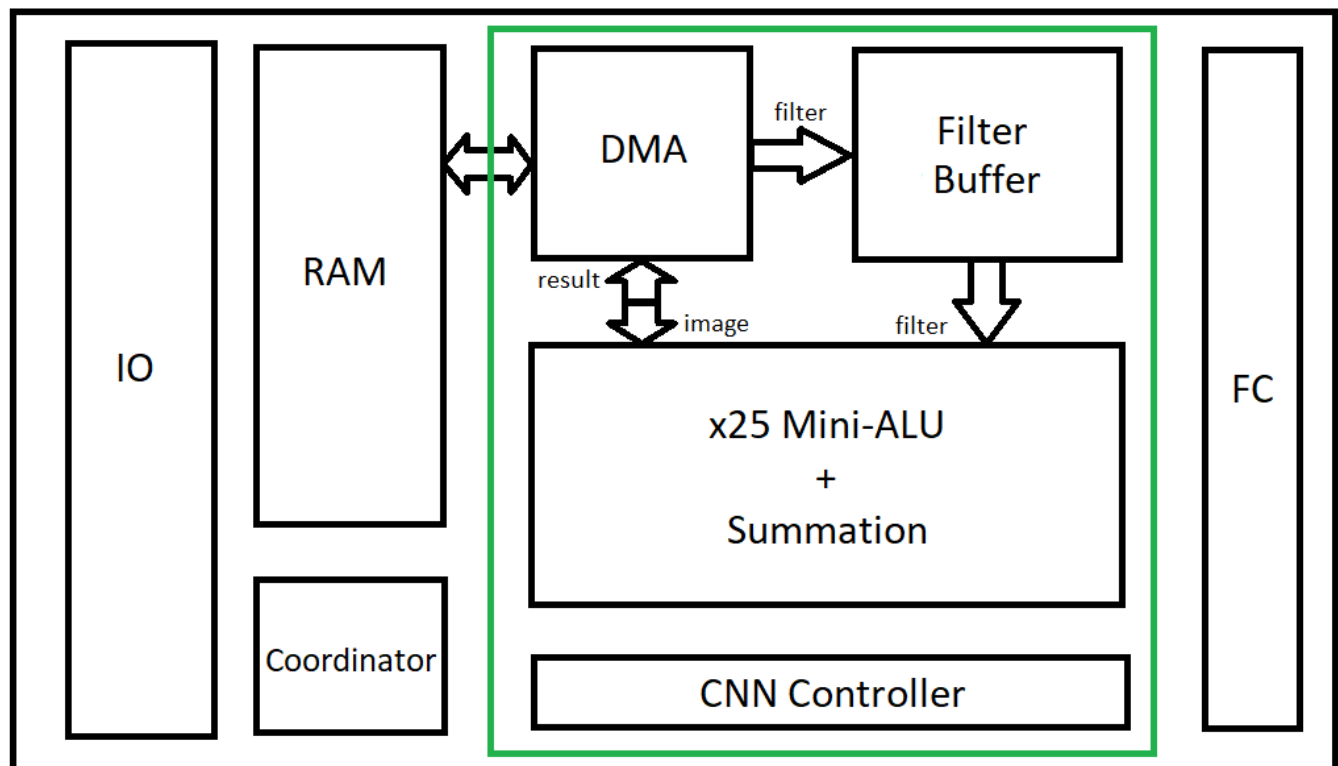 IO
RAM
Coordinator
DMA
filter
Filter
Buffer
result
image
filter
x25 Mini-ALU
+
Summation
CNN Controller
FC